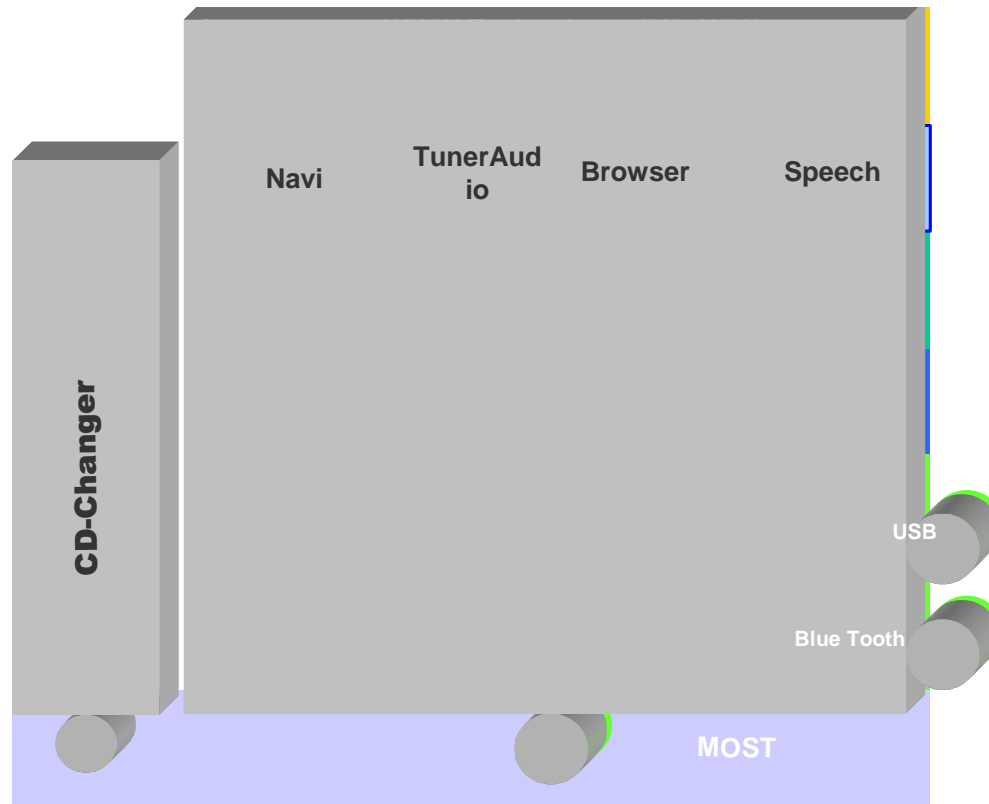 Navi
TunerAud
io
Browser
Speech
CD-Changer
USB
Blue Tooth
MOST